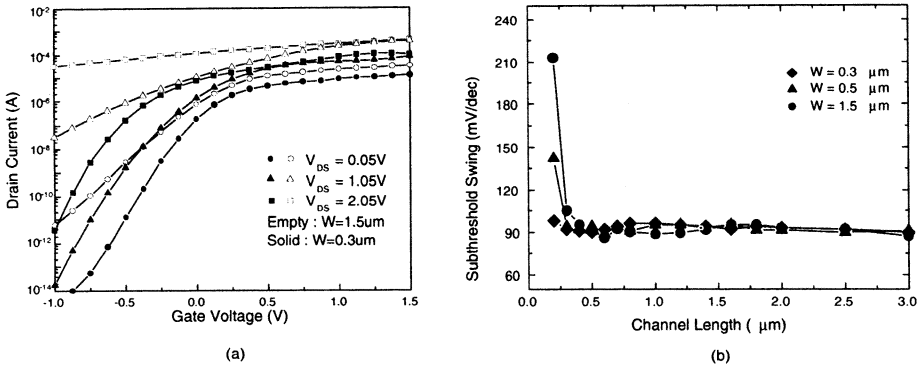 10⁻²
10⁻⁴
10⁻⁶
10⁻⁸
10⁻¹⁰
10⁻¹²
10⁻¹⁴
Drain Current (A)
V_DS = 0.05V
V_DS = 1.05V
V_DS = 2.05V
Empty : W=1.5um
Solid : W=0.3um
-1.0 -0.5 0.0 0.5 1.0 1.5
Gate Voltage (V)
(a)
210
180
150
120
90
60
Subthreshold Swing (mV/dec)
W = 0.3 μm
W = 0.5 μm
W = 1.5 μm
0.0 0.5 1.0 1.5 2.0 2.5 3.0
Channel Length ( μm)
(b)